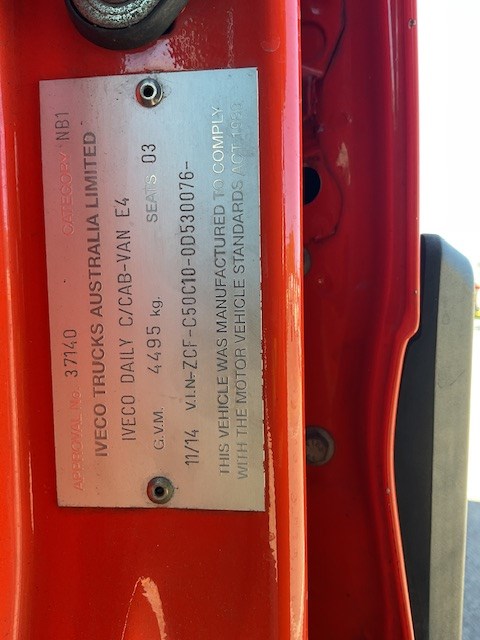 APPROVAL No. 37140 CATEGORY NB1
IVECO TRUCKS AUSTRALIA LIMITED
IVECO DAILY C/CAB-VAN E4
G.V.M. 4495 kg. SEATS 03
11/14 V.I.N-ZCF-C50C10-0D530076-
THIS VEHICLE WAS MANUFACTURED TO COMPLY
WITH THE MOTOR VEHICLE STANDARDS ACT 1989